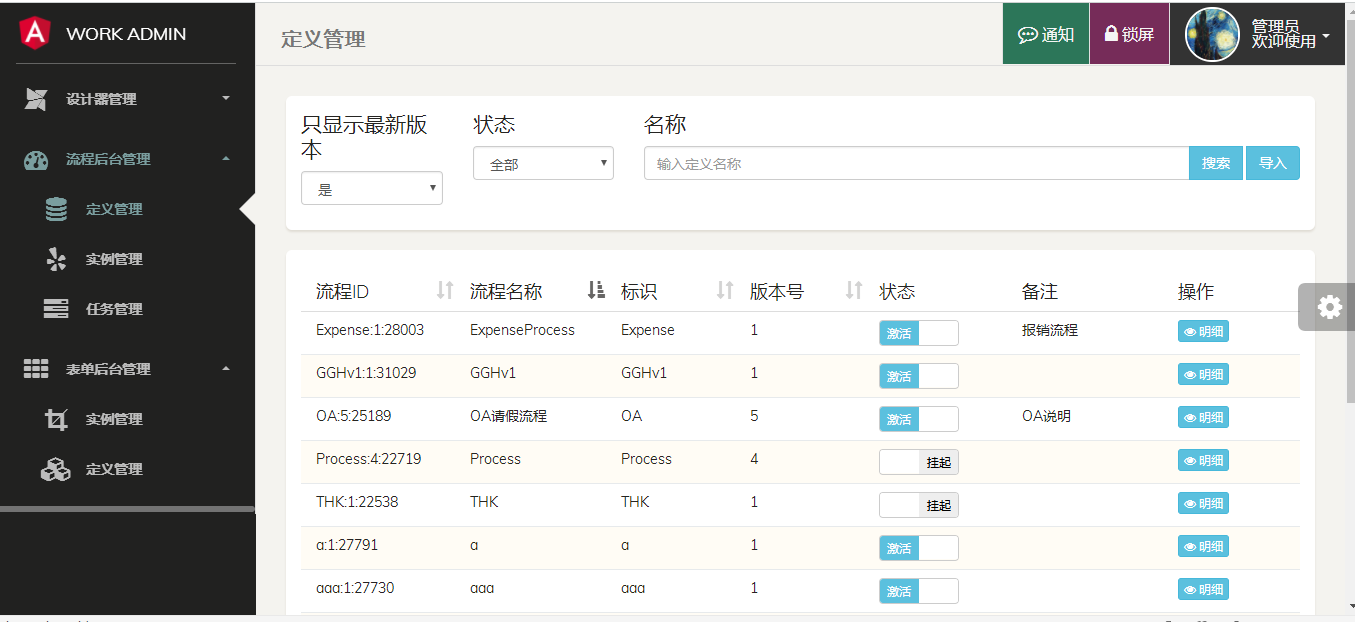 WORK ADMIN
设计器管理
流程后台管理
定义管理
实例管理
任务管理
表单后台管理
实例管理
定义管理
定义管理
通知
锁屏
管理员
欢迎使用
只显示最新版
本
是
状态
全部
名称
输入定义名称
搜索
导入
流程ID 流程名称 标识 版本号 状态 备注 操作
Expense:1:28003 ExpenseProcess Expense 1 激活 报销流程 明细
GGHv1:1:31029 GGHv1 GGHv1 1 激活 明细
OA:5:25189 OA请假流程 OA 5 激活 OA说明 明细
Process:4:22719 Process Process 4 挂起 明细
THK:1:22538 THK THK 1 挂起 明细
a:1:27791 a a 1 激活 明细
aaa:1:27730 aaa aaa 1 激活 明细